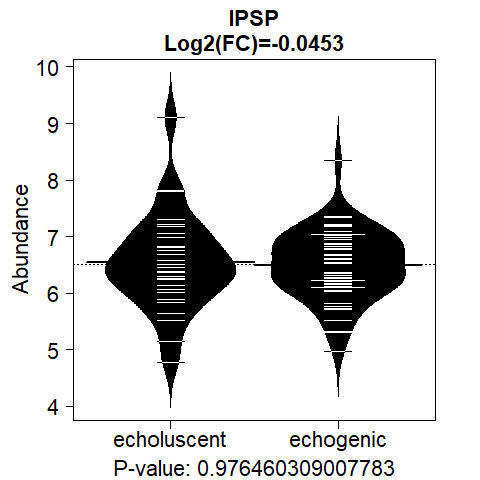 IPSP
Log2(FC)=-0.0453
Abundance
10
9
8
7
6
5
4
echoluscent echogenic
P-value: 0.976460309007783